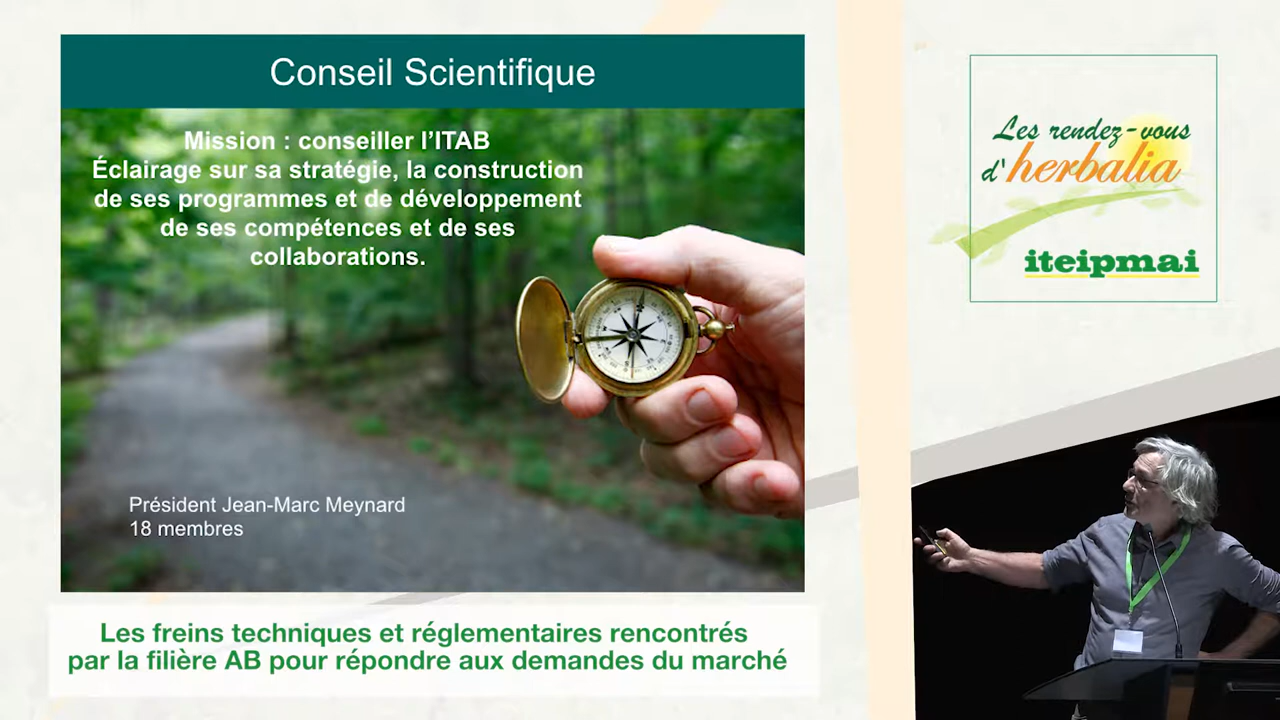 Conseil Scientifique
Mission : conseiller l’ITAB
Éclairage sur sa stratégie, la construction
de ses programmes et de développement
de ses compétences et de ses
collaborations.
Président Jean-Marc Meynard
18 membres
Les freins techniques et réglementaires rencontrés
par la filière AB pour répondre aux demandes du marché
Les rendez-vous
d'herbalia
iteipmai